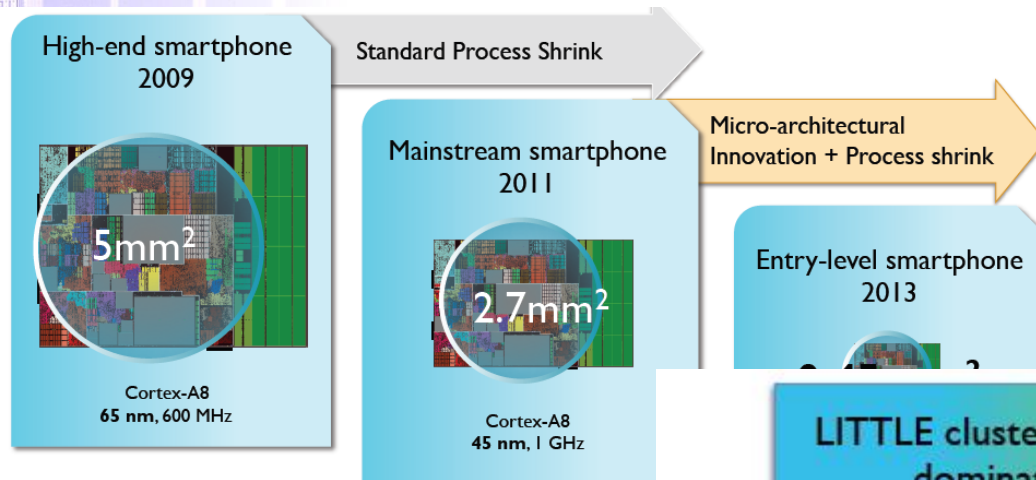 High-end smartphone
2009
Standard Process Shrink
5mm²
Cortex-A8
65 nm, 600 MHz
Mainstream smartphone
2011
2.7mm²
Cortex-A8
45 nm, 1 GHz
Micro-architectural
Innovation + Process shrink
Entry-level smartphone
2013
LITTLE